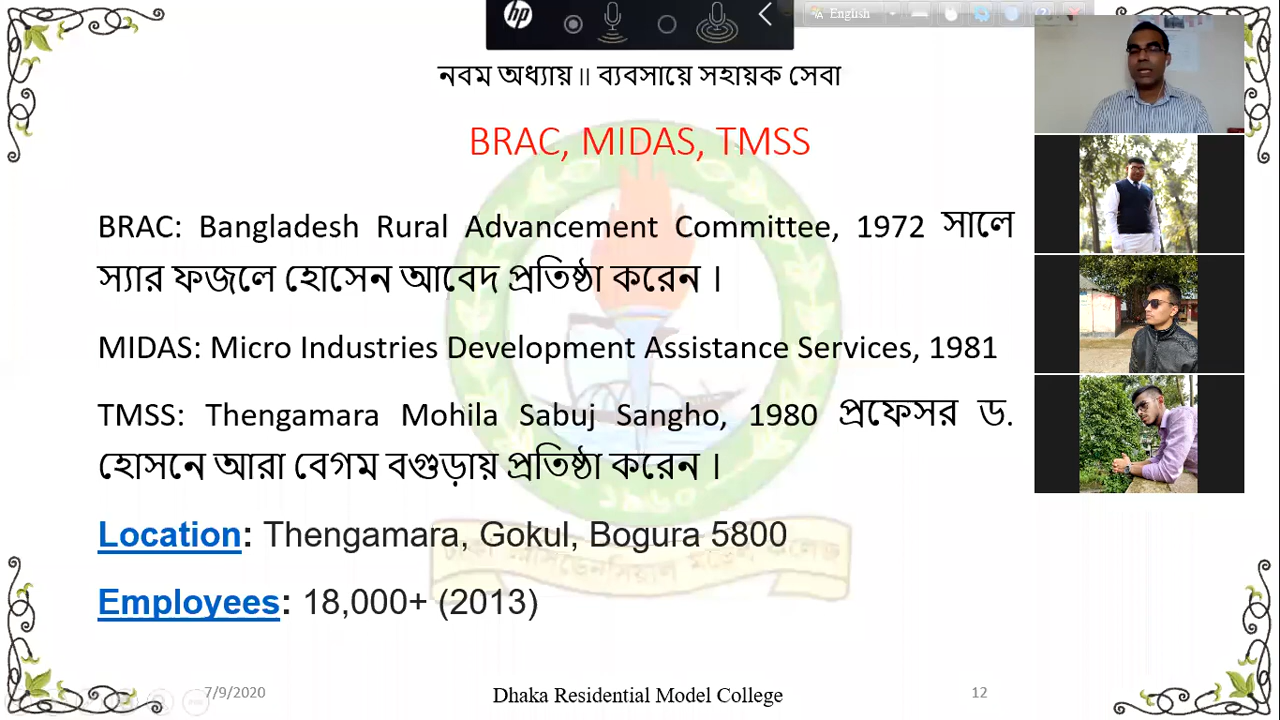 hp
English
নবম অধ্যায় ॥ ব্যবসায়ে সহায়ক সেবা
BRAC, MIDAS, TMSS
BRAC: Bangladesh Rural Advancement Committee, 1972 সালে
স্যার ফজলে হোসেন আবেদ প্রতিষ্ঠা করেন ।
MIDAS: Micro Industries Development Assistance Services, 1981
TMSS: Thengamara Mohila Sabuj Sangho, 1980 প্রফেসর ড.
হোসনে আরা বেগম বগুড়ায় প্রতিষ্ঠা করেন ।
Location: Thengamara, Gokul, Bogura 5800
Employees: 18,000+ (2013)
7/9/2020
Dhaka Residential Model College
12